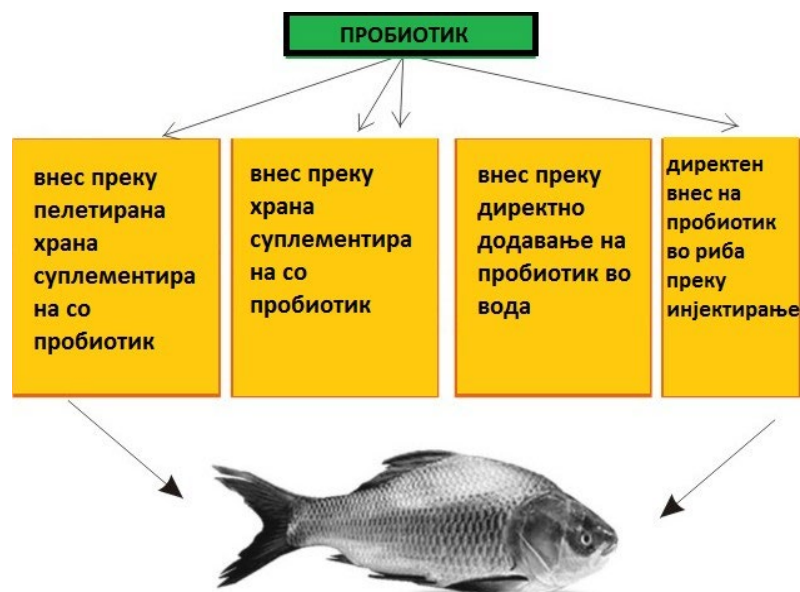 ПРОБИОТИК
внес преку
пелетирана
храна
суплементира
на со
пробиотик
внес преку
храна
суплементира
на со
пробиотик
внес преку
директно
додавање на
пробиотик во
вода
директен
внес на
пробиотик
во риба
преку
инјектирање